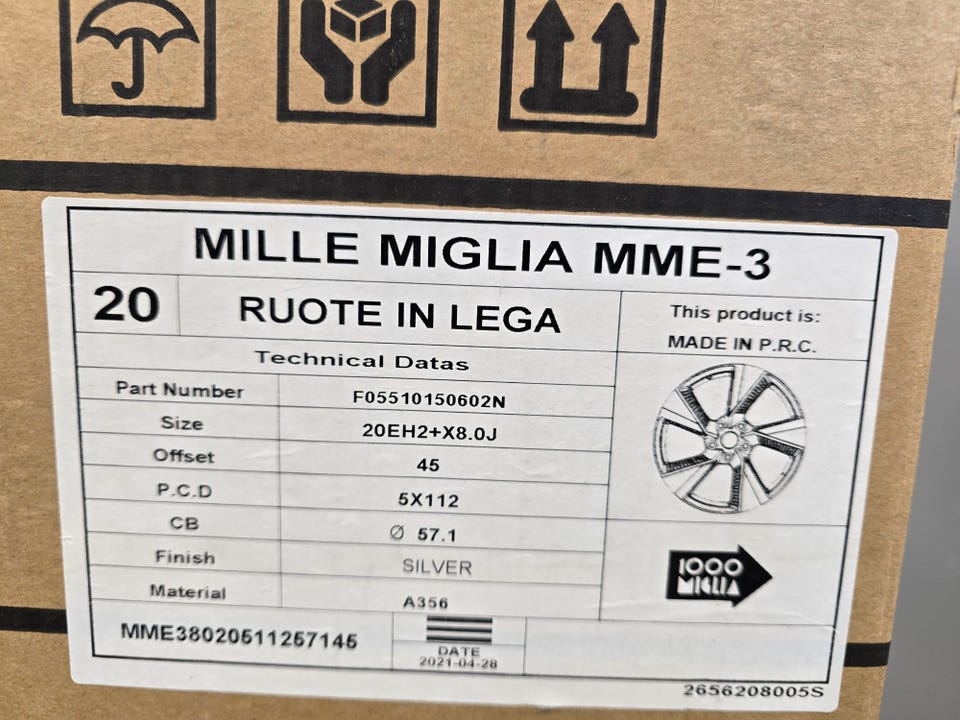 MILLE MIGLIA MME-3
20 RUOTE IN LEGA
This product is:
MADE IN P.R.C.
Technical Datas
Part Number F05510150602N
Size 20EH2+X8.0J
Offset 45
P.C.D 5X112
CB Ø 57.1
Finish SILVER
Material A356
1000
MIGLIA
MME38020511257145
DATE
2021-04-28
2656208005S